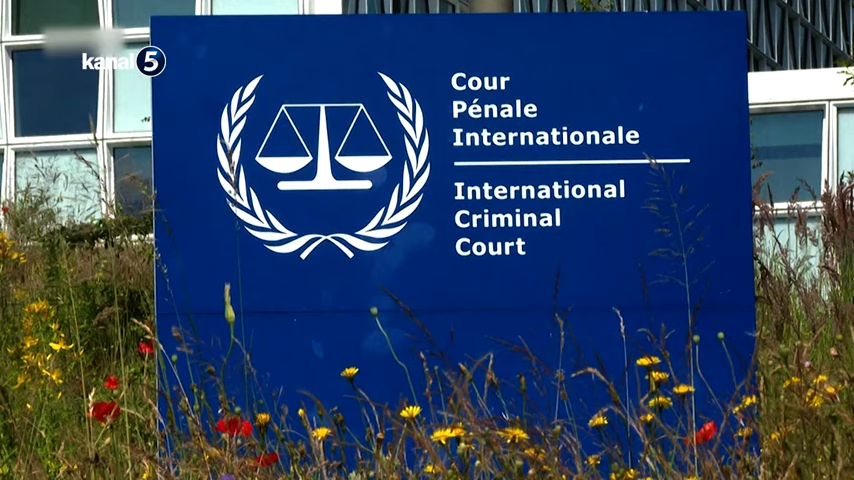 kanal 5
Cour
Pénale
Internationale
International
Criminal
Court